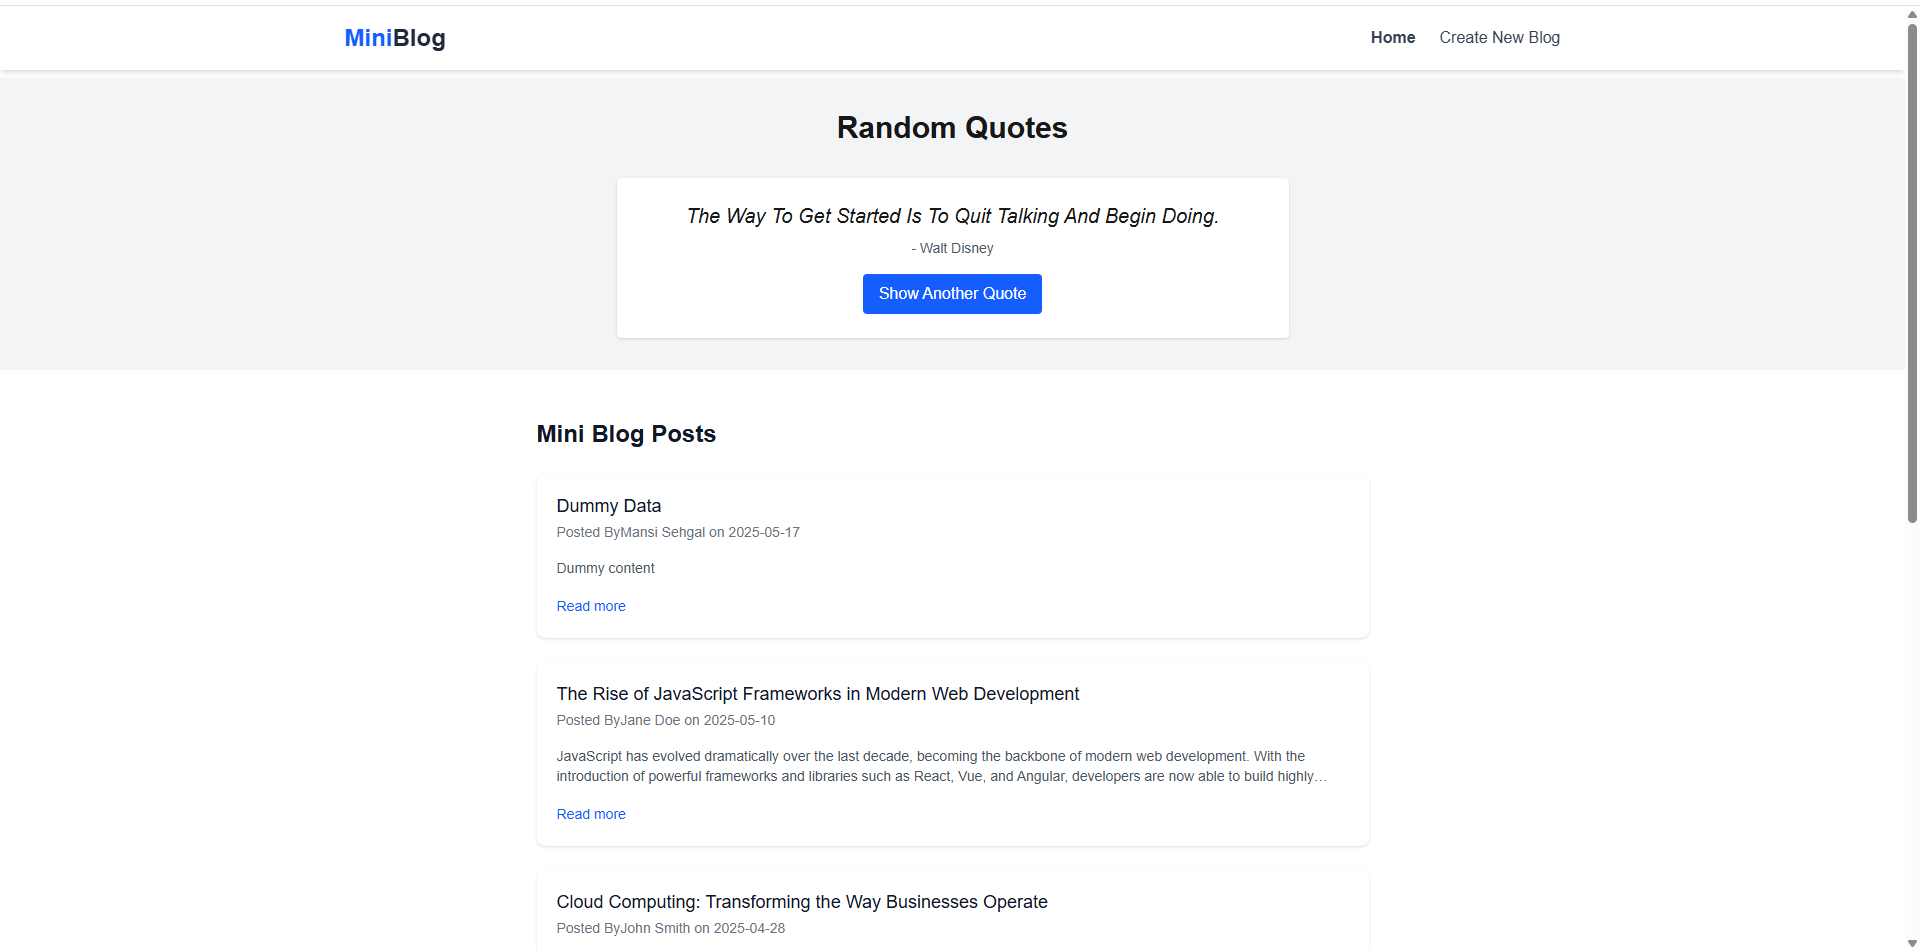 MiniBlog
Home
Create New Blog
Random Quotes
The Way To Get Started Is To Quit Talking And Begin Doing.
- Walt Disney
Show Another Quote
Mini Blog Posts
Dummy Data
Posted ByMansi Sehgal on 2025-05-17
Dummy content
Read more
The Rise of JavaScript Frameworks in Modern Web Development
Posted ByJane Doe on 2025-05-10
JavaScript has evolved dramatically over the last decade, becoming the backbone of modern web development. With the
introduction of powerful frameworks and libraries such as React, Vue, and Angular, developers are now able to build highly…
Read more
Cloud Computing: Transforming the Way Businesses Operate
Posted ByJohn Smith on 2025-04-28